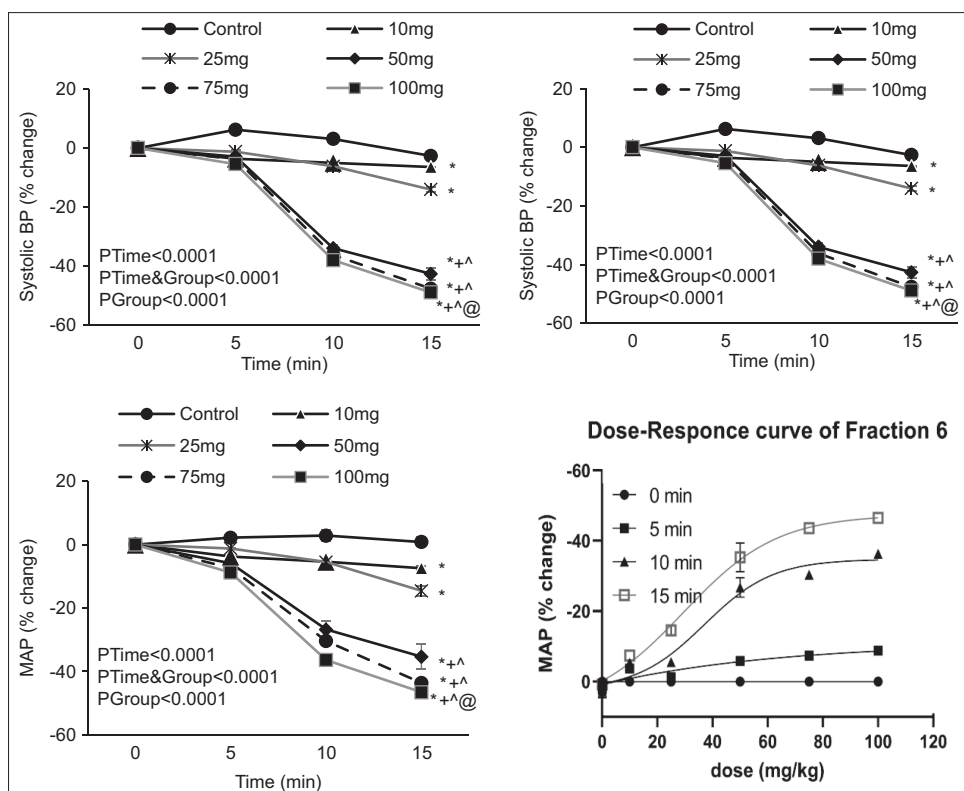 Control 10mg
25mg 50mg
75mg 100mg
Systolic BP (% change)
20
0
-20
-40
-60
*
*
*+^
*+^
*+^@
PTime<0.0001
PTime&Group<0.0001
PGroup<0.0001
0 5 10 15
Time (min)
Control 10mg
25mg 50mg
75mg 100mg
Systolic BP (% change)
20
0
-20
-40
-60
*
*
*+^
*+^
*+^@
PTime<0.0001
PTime&Group<0.0001
PGroup<0.0001
0 5 10 15
Time (min)
Control 10mg
25mg 50mg
75mg 100mg
MAP (% change)
20
0
-20
-40
-60
*
*
*+^
*+^
*+^@
PTime<0.0001
PTime&Group<0.0001
PGroup<0.0001
0 5 10 15
Time (min)
Dose-Responce curve of Fraction 6
MAP (% change)
-60
-40
-20
0
0 min
5 min
10 min
15 min
0 20 40 60 80 100 120
dose (mg/kg)